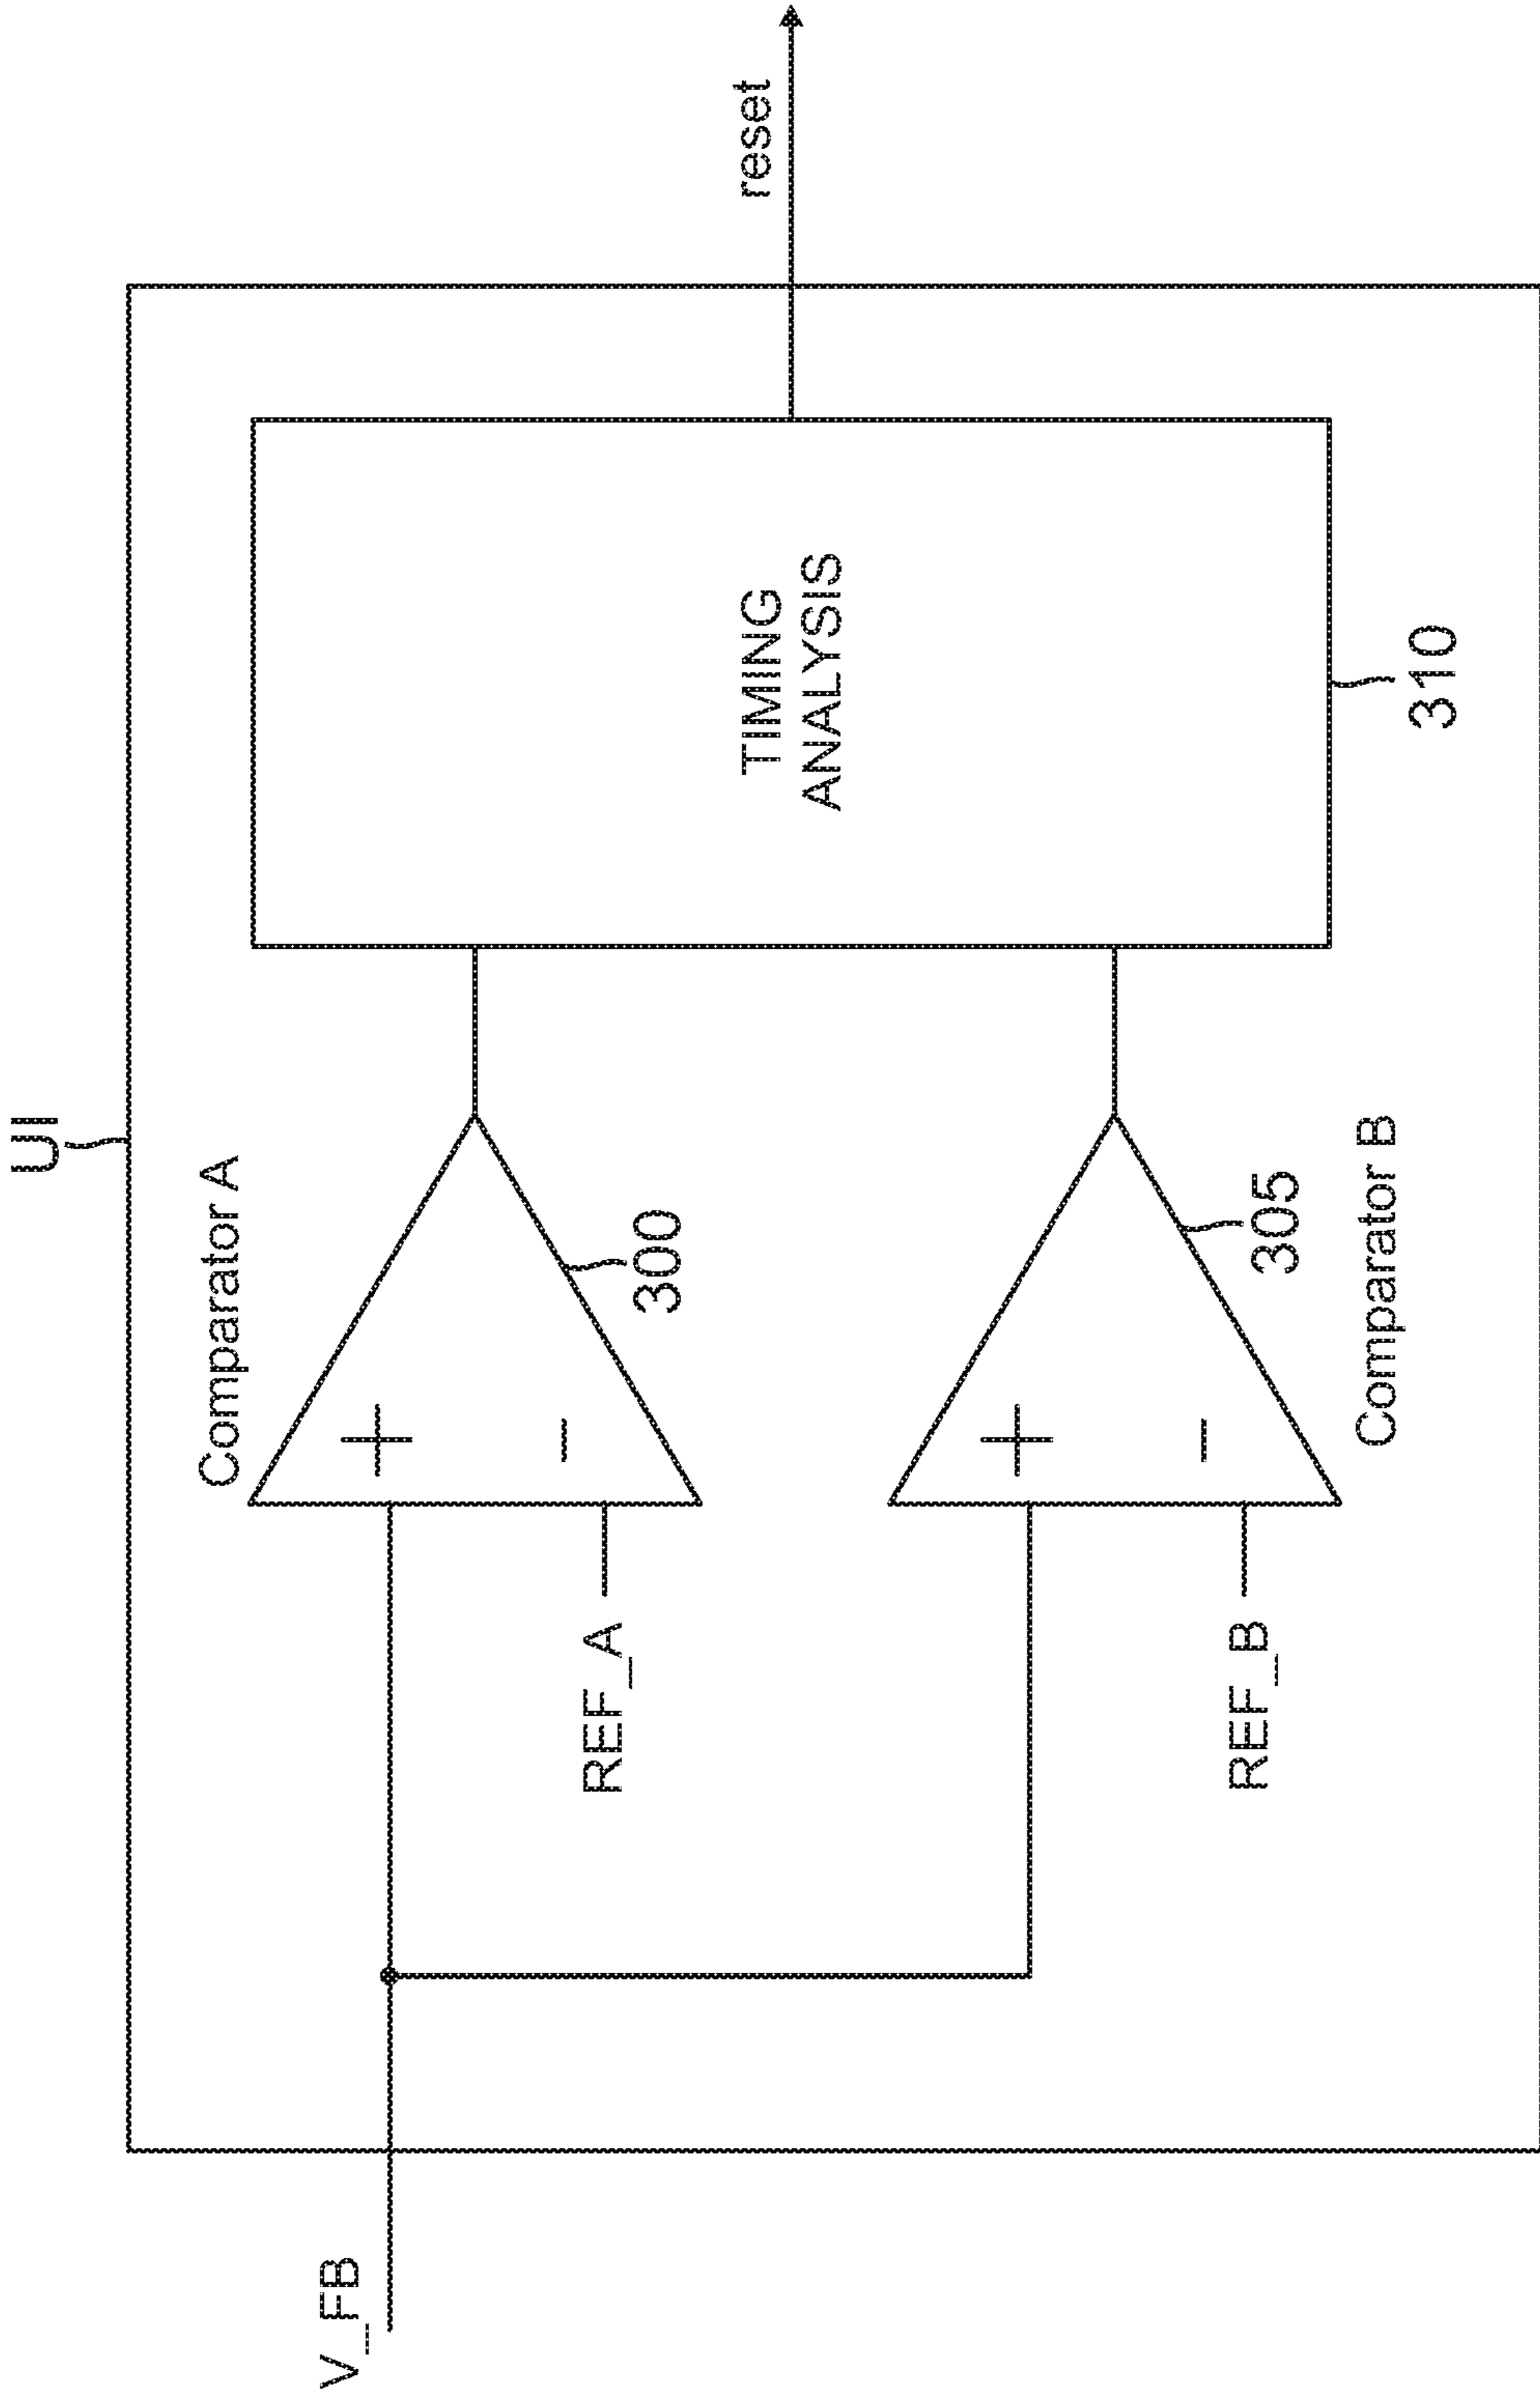 UI
Comparator A
V_FB
REF_A
300
TIMING
ANALYSIS
reset
REF_B
305
Comparator B
310